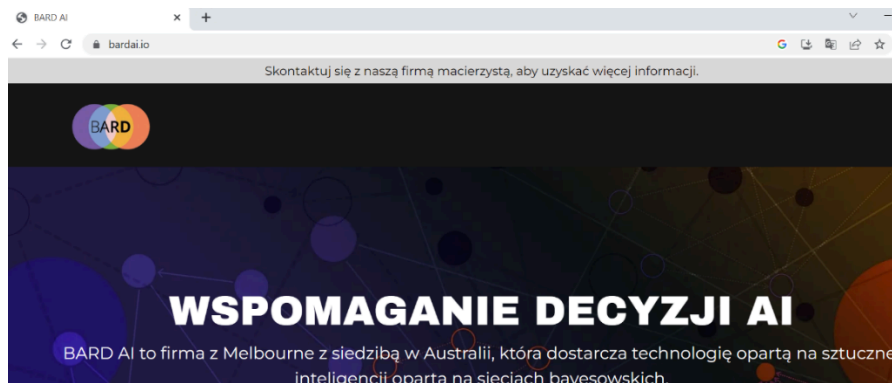 BARD AI
bardai.io
Skontaktuj się z naszą firmą macierzystą, aby uzyskać więcej informacji.
BARD
WSPOMAGANIE DECYZJI AI
BARD AI to firma z Melbourne z siedzibą w Australii, która dostarcza technologię opartą na sztuczne
inteligencji oparta na sieciach bayesowskich.